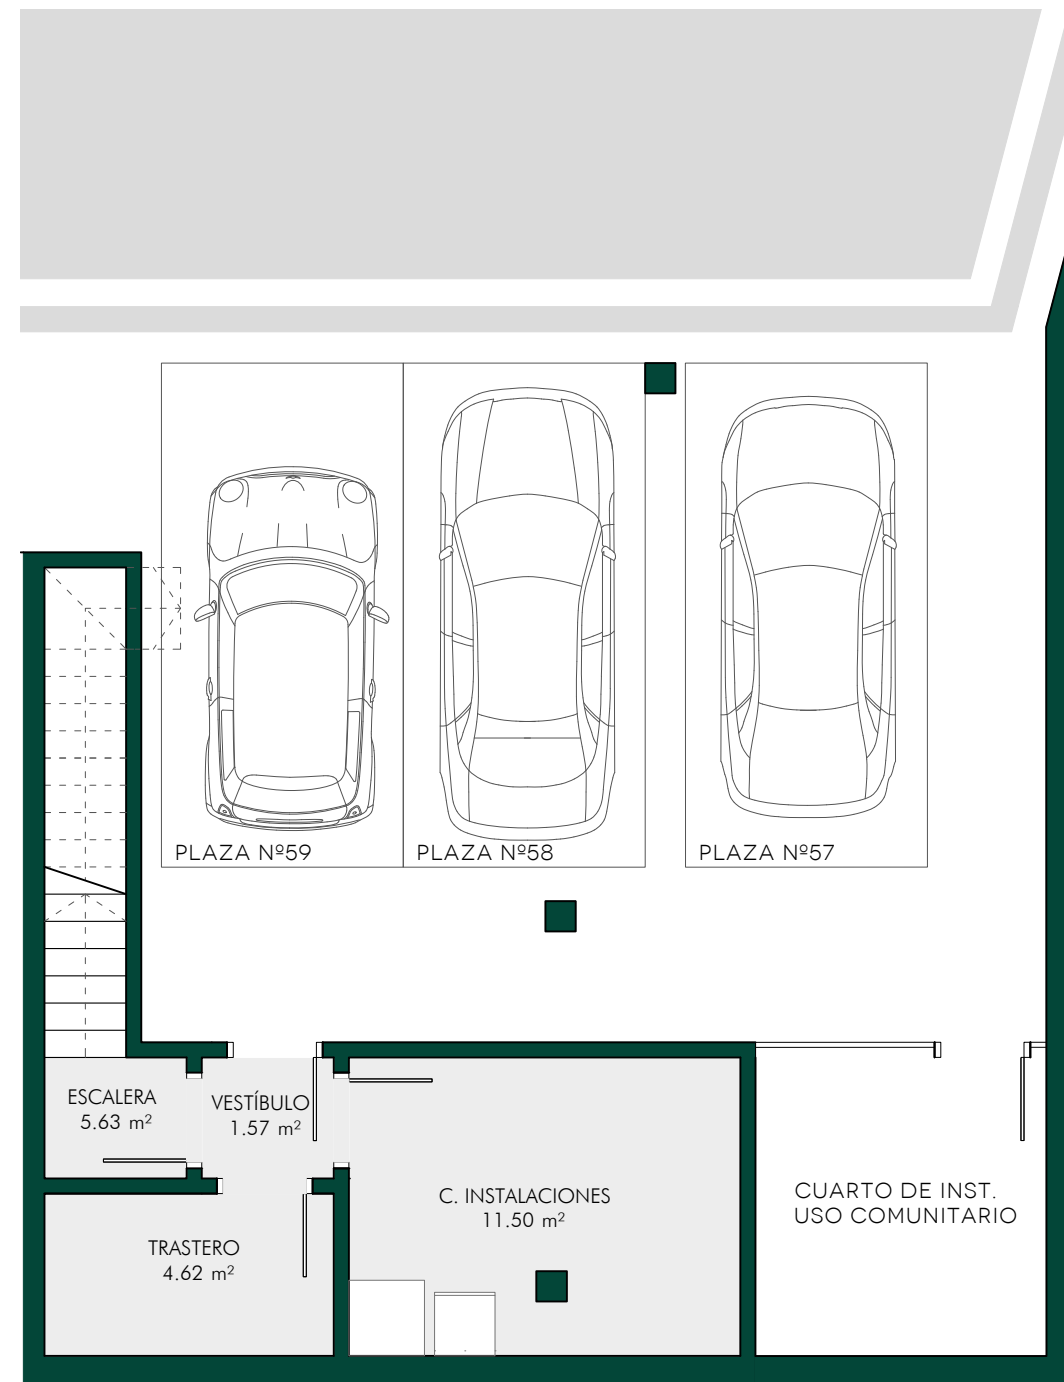 PLAZA Nº59
PLAZA Nº58
PLAZA Nº57
ESCALERA
5.63 m²
VESTÍBULO
1.57 m²
C. INSTALACIONES
11.50 m²
CUARTO DE INST.
USO COMUNITARIO
TRASTERO
4.62 m²